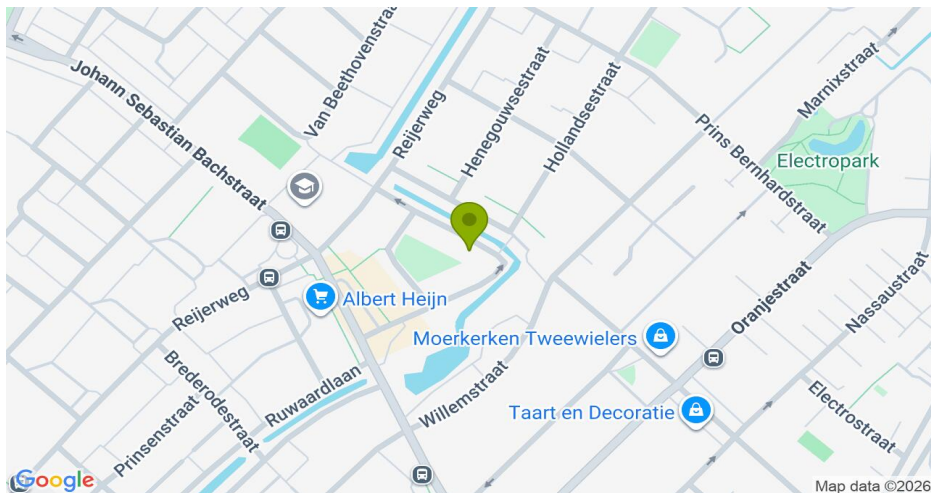 Johann Sebastian Bachstraat
Van Beethovenstraat
Reijerweg
Henegouwsestraat
Hollandsestraat
Marnixstraat
Prins Bernhardstraat
Electropark
Reijerweg
Albert Heijn
Moerkerken Tweewielers
Oranjestraat
Nassaustraat
Brederodestraat
Ruwaardlaan
Prinsenstraat
Willemstraat
Taart en Decoratie
Electrostraat
Google
Map data ©2026